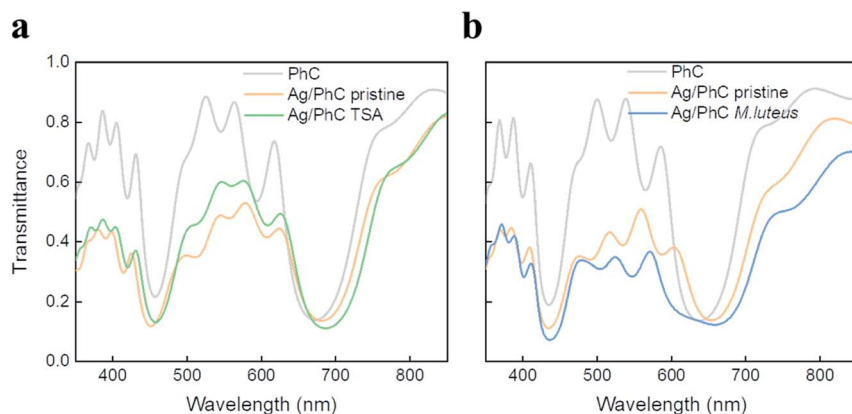 a
b
1.0
0.8
0.6
0.4
0.2
0.0
Transmittance
PhC
Ag/PhC pristine
Ag/PhC TSA
400 500 600 700 800
Wavelength (nm)
PhC
Ag/PhC pristine
Ag/PhC M.luteus
400 500 600 700 800
Wavelength (nm)